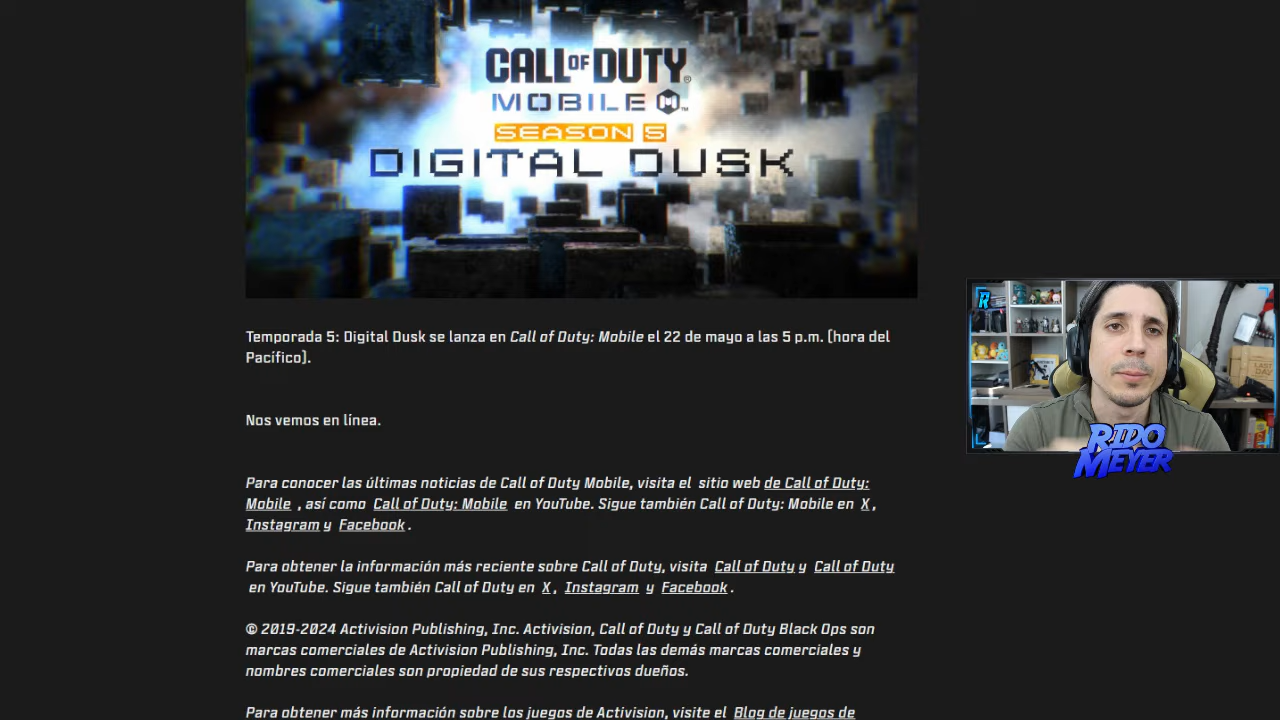 CALL OF DUTY®
MOBILE ™
SEASON 5
DIGITAL DUSK
Temporada 5: Digital Dusk se lanza en Call of Duty: Mobile el 22 de mayo a las 5 p.m. (hora del
Pacífico).
Nos vemos en línea.
Para conocer las últimas noticias de Call of Duty Mobile, visita el sitio web de Call of Duty:
Mobile , así como Call of Duty: Mobile en YouTube. Sigue también Call of Duty: Mobile en X ,
Instagram y Facebook .
Para obtener la información más reciente sobre Call of Duty, visita Call of Duty y Call of Duty
en YouTube. Sigue también Call of Duty en X , Instagram y Facebook .
© 2019-2024 Activision Publishing, Inc. Activision, Call of Duty y Call of Duty Black Ops son
marcas comerciales de Activision Publishing, Inc. Todas las demás marcas comerciales y
nombres comerciales son propiedad de sus respectivos dueños.
Para obtener más información sobre los juegos de Activision, visite el Blog de juegos de
R
LAST
DAY
RIDO
MEYER